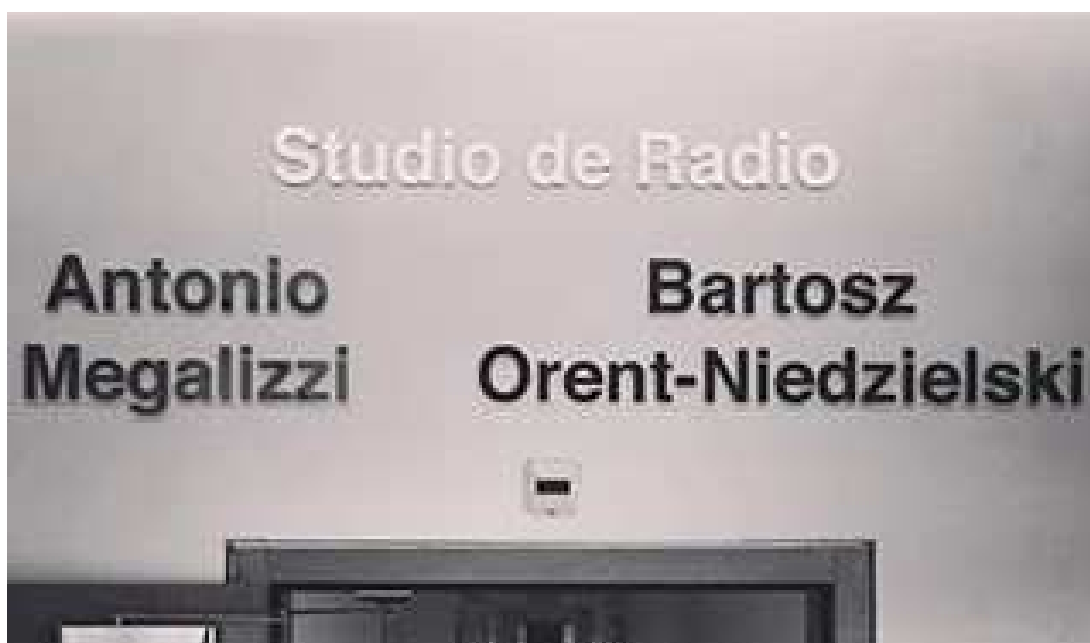 Studio de Radio
Antonio
Megalizzi
Bartosz
Orent-Niedzielski